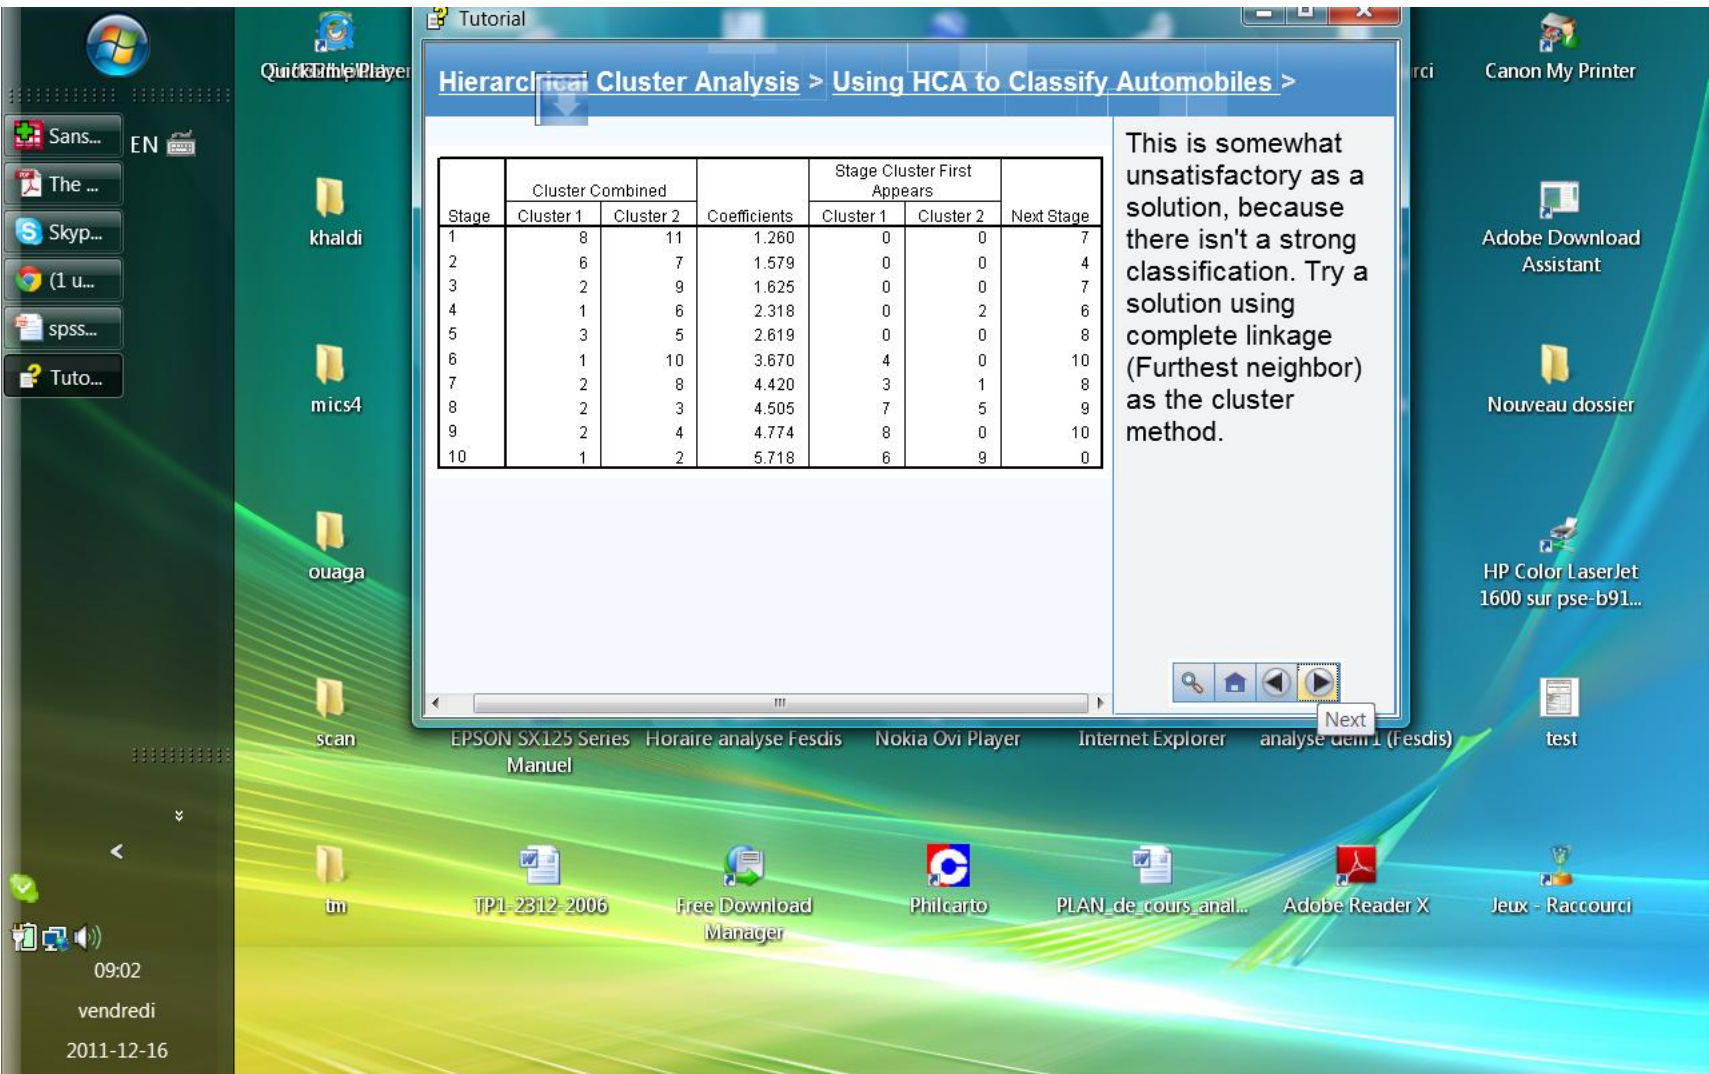 Tutorial
Hierarchical Cluster Analysis > Using HCA to Classify Automobiles >
Cluster Combined Stage Cluster First Appears
Stage Cluster 1 Cluster 2 Coefficients Cluster 1 Cluster 2 Next Stage
1 8 11 1.260 0 0 7
2 6 7 1.579 0 0 4
3 2 9 1.625 0 0 7
4 1 6 2.318 0 2 6
5 3 5 2.619 0 0 8
6 1 10 3.670 4 0 10
7 2 8 4.420 3 1 8
8 2 3 4.505 7 5 9
9 2 4 4.774 8 0 10
10 1 2 5.718 6 9 0
This is somewhat
unsatisfactory as a
solution, because
there isn't a strong
classification. Try a
solution using
complete linkage
(Furthest neighbor)
as the cluster
method.
Next
Sans...
EN
The ...
Skyp...
(1 u...
spss...
Tuto...
09:02
vendredi
2011-12-16
Player
khaldi
mics4
ouaga
scan
tm
EPSON SX125 Series
Manuel
Horaire analyse Fesdis
Nokia Ovi Player
Internet Explorer
analyse dem1 (Fesdis)
test
TP1-2312-2006
Free Download
Manager
Philcarto
PLAN_de_cours_anal...
Adobe Reader X
Jeux - Raccourci
rci
Canon My Printer
Adobe Download
Assistant
Nouveau dossier
HP Color LaserJet
1600 sur pse-b91...